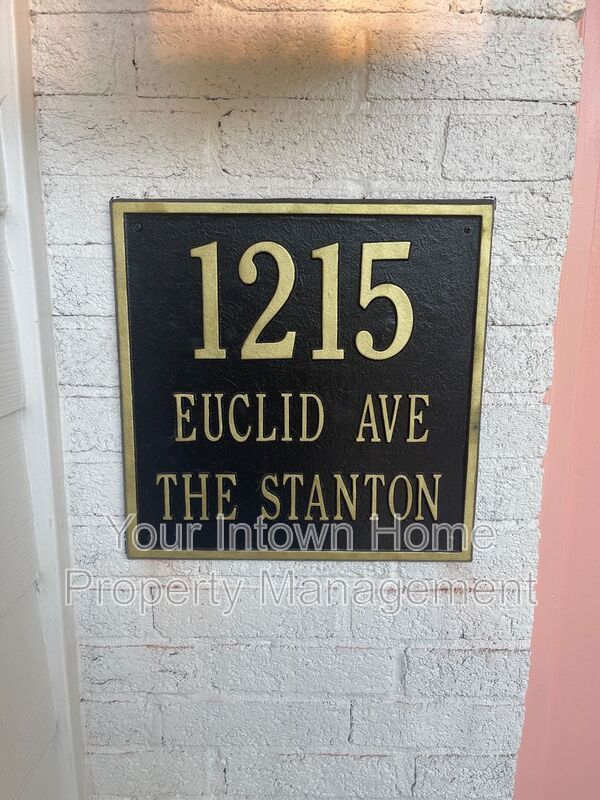 1215
EUCLID AVE
THE STANTON
Your Intown Home
Property Management